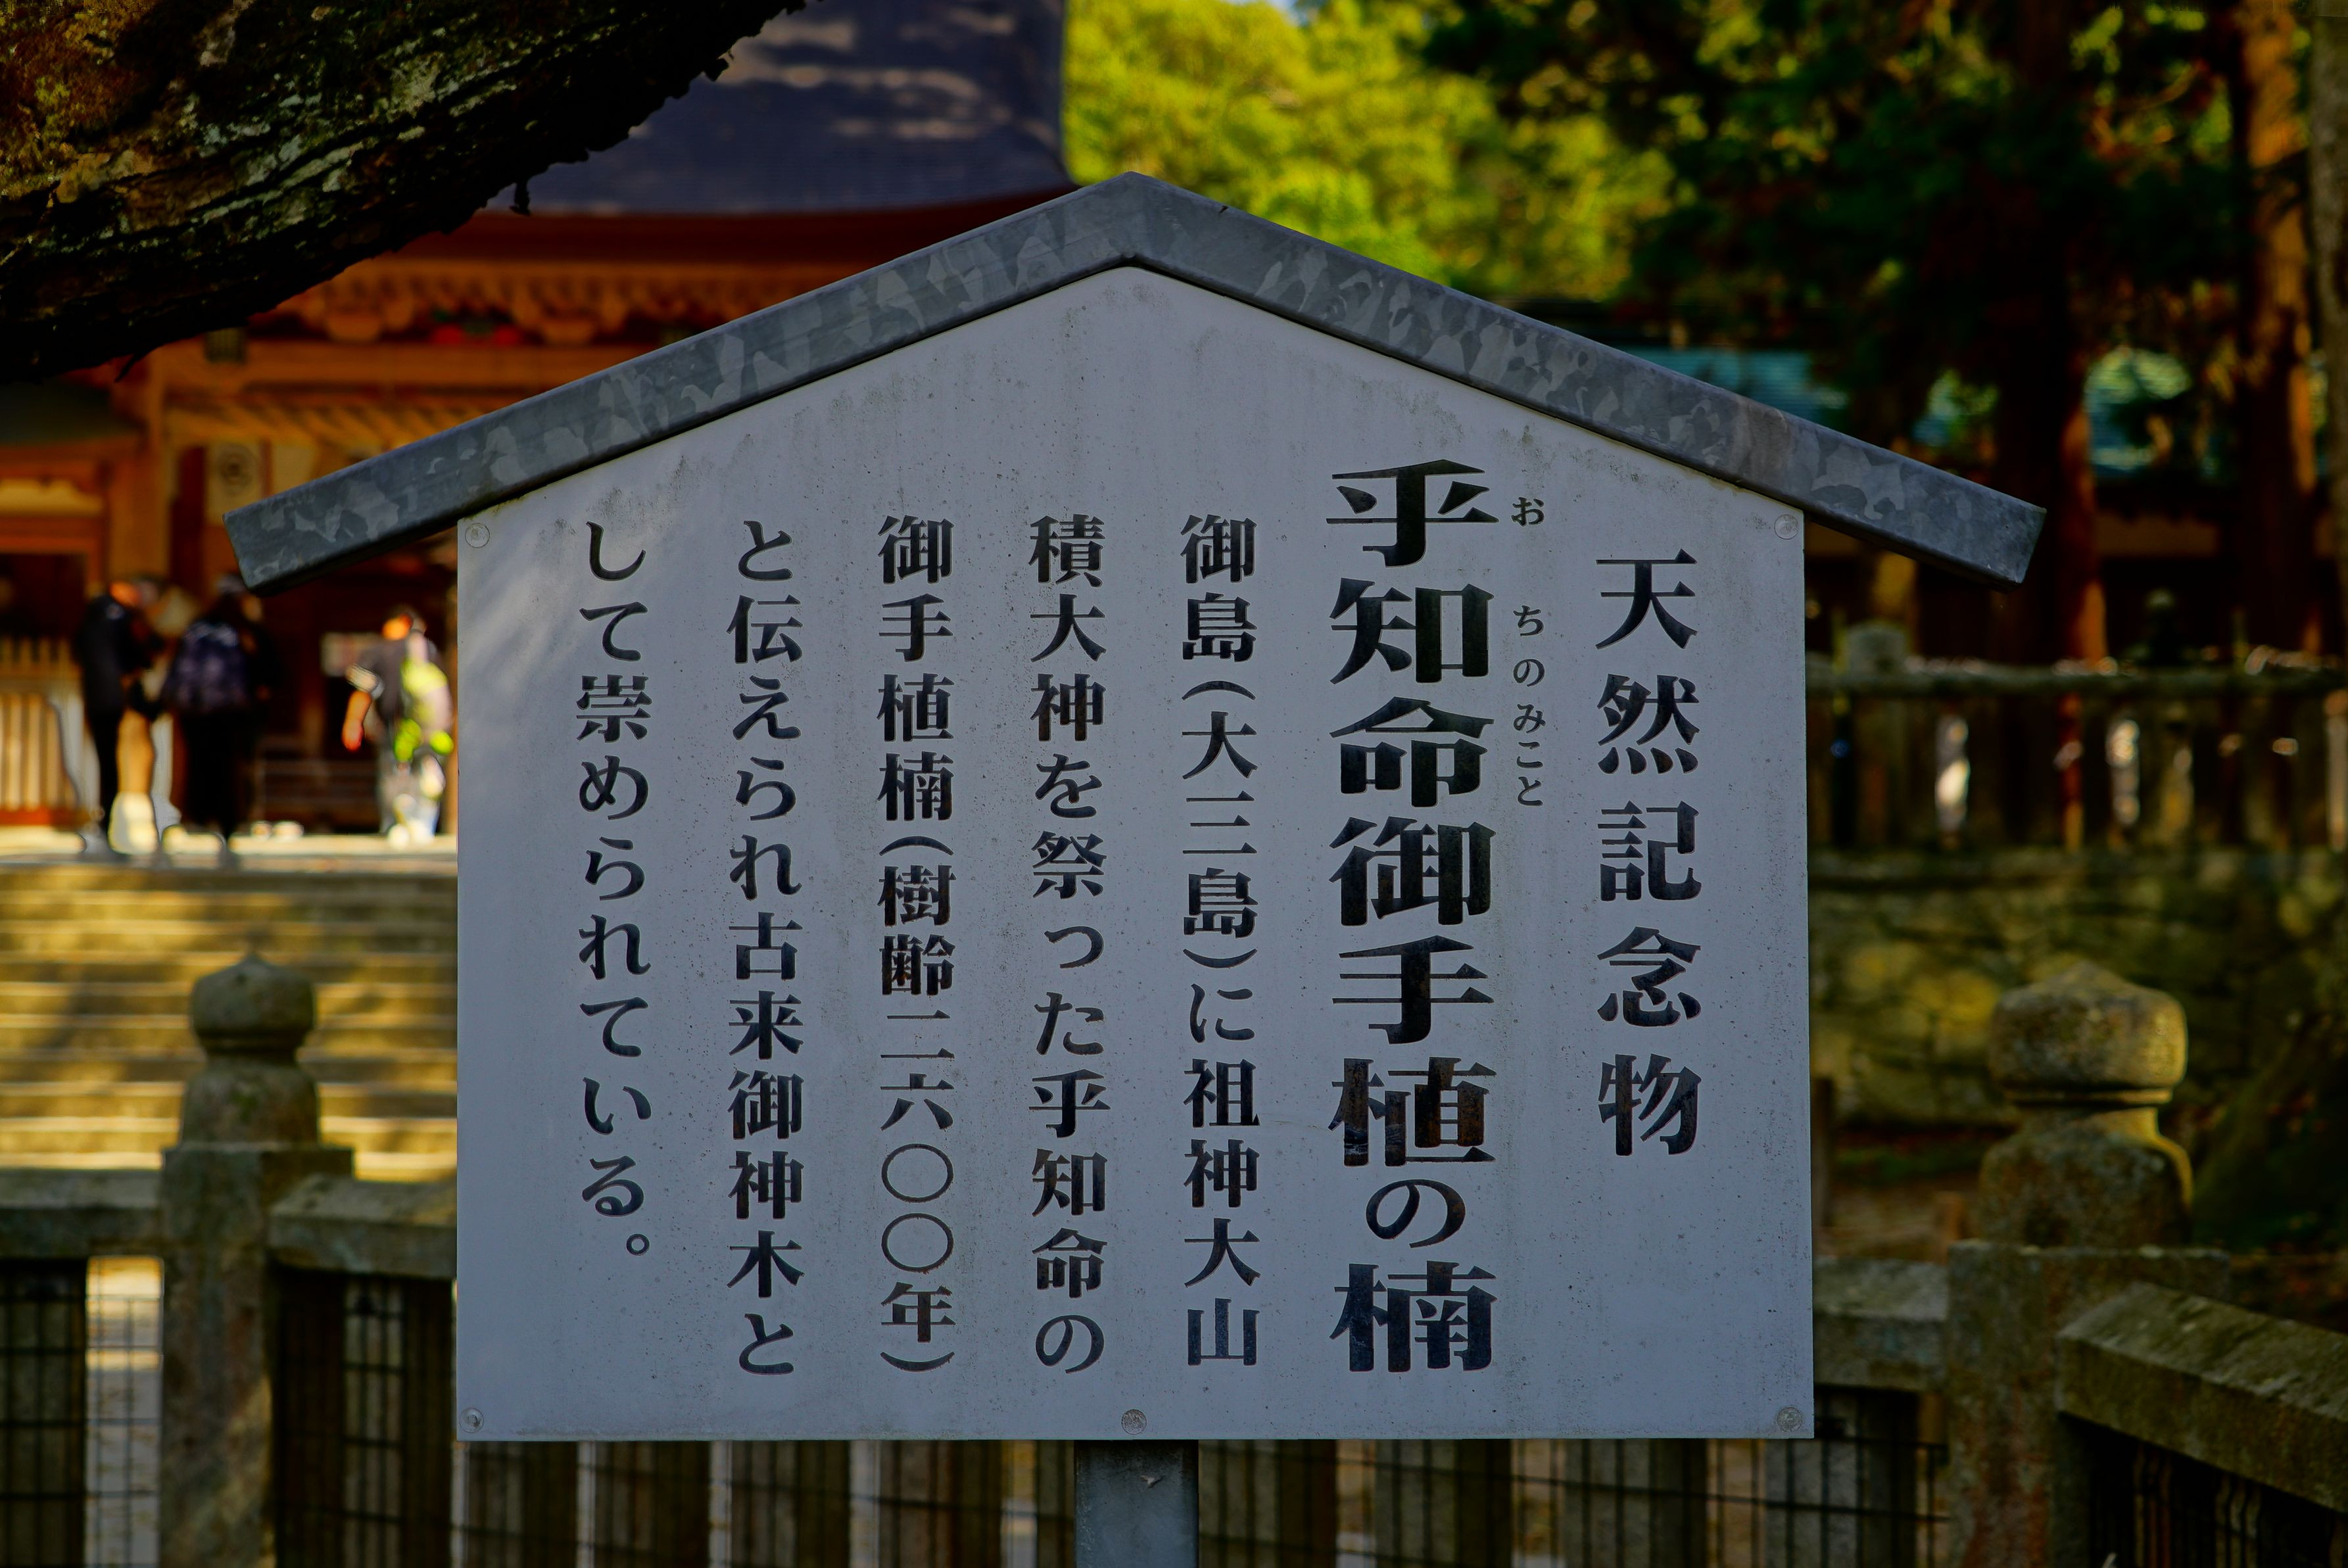 天然記念物
おちのみこと
乎知命御手植の楠
御島(大三島)に祖神大山
積大神を祭った乎知命の
御手植楠(樹齢二六〇〇年)
と伝えられ古来御神木と
して崇められている。